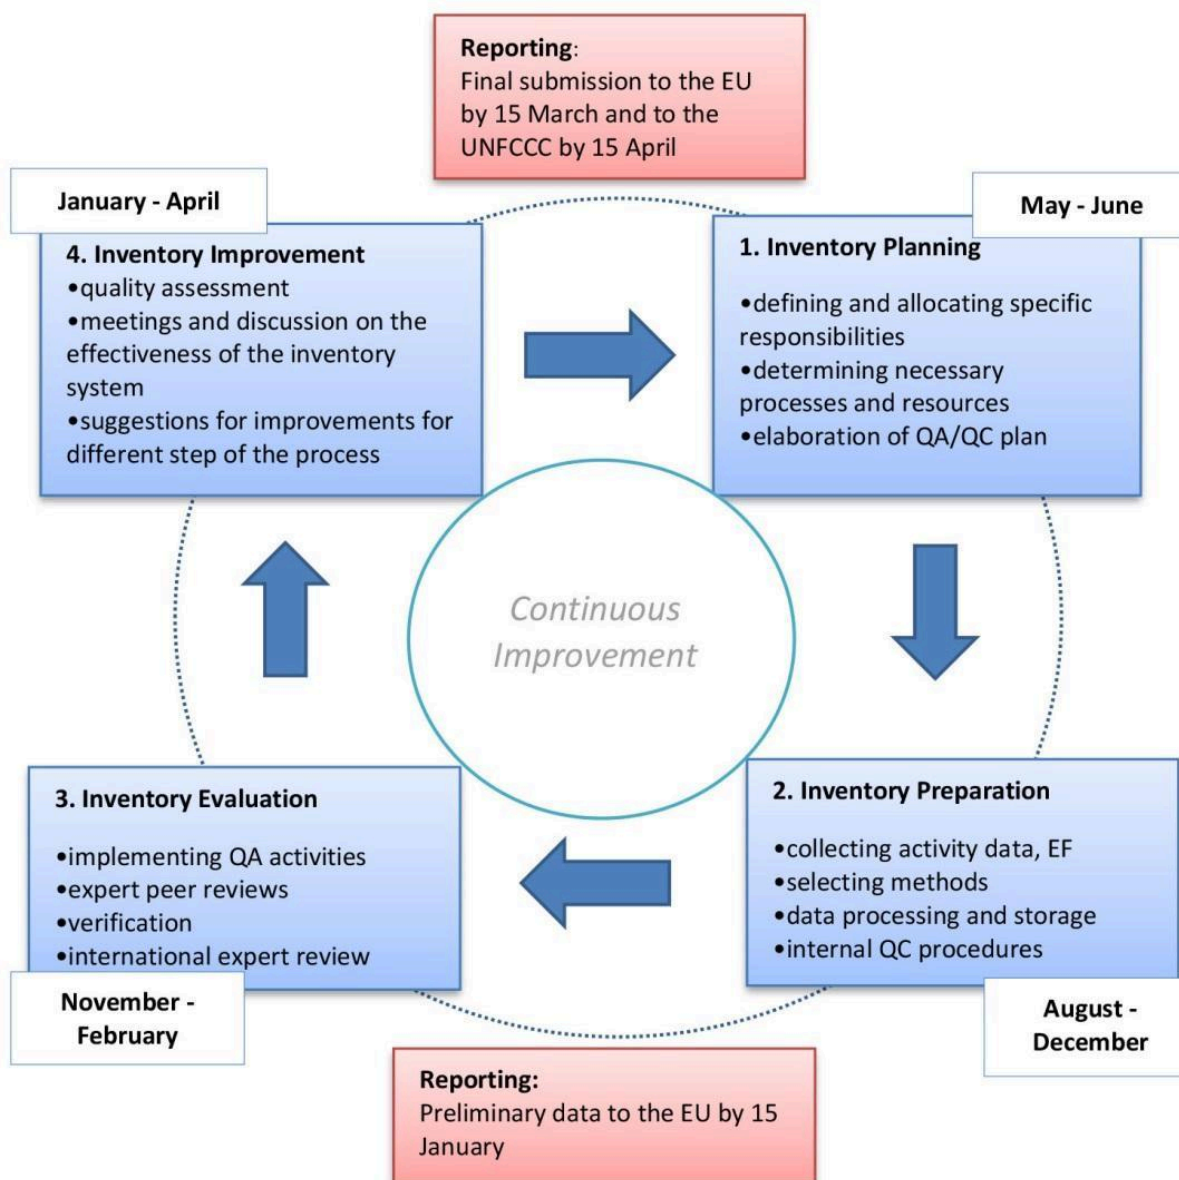 Reporting:
Final submission to the EU
by 15 March and to the
UNFCCC by 15 April
January - April
4. Inventory Improvement
•quality assessment
•meetings and discussion on the
effectiveness of the inventory
system
•suggestions for improvements for
different step of the process
May - June
1. Inventory Planning
•defining and allocating specific
responsibilities
•determining necessary
processes and resources
•elaboration of QA/QC plan
Continuous
Improvement
3. Inventory Evaluation
•implementing QA activities
•expert peer reviews
•verification
•international expert review
November -
February
2. Inventory Preparation
•collecting activity data, EF
•selecting methods
•data processing and storage
•internal QC procedures
August -
December
Reporting:
Preliminary data to the EU by 15
January